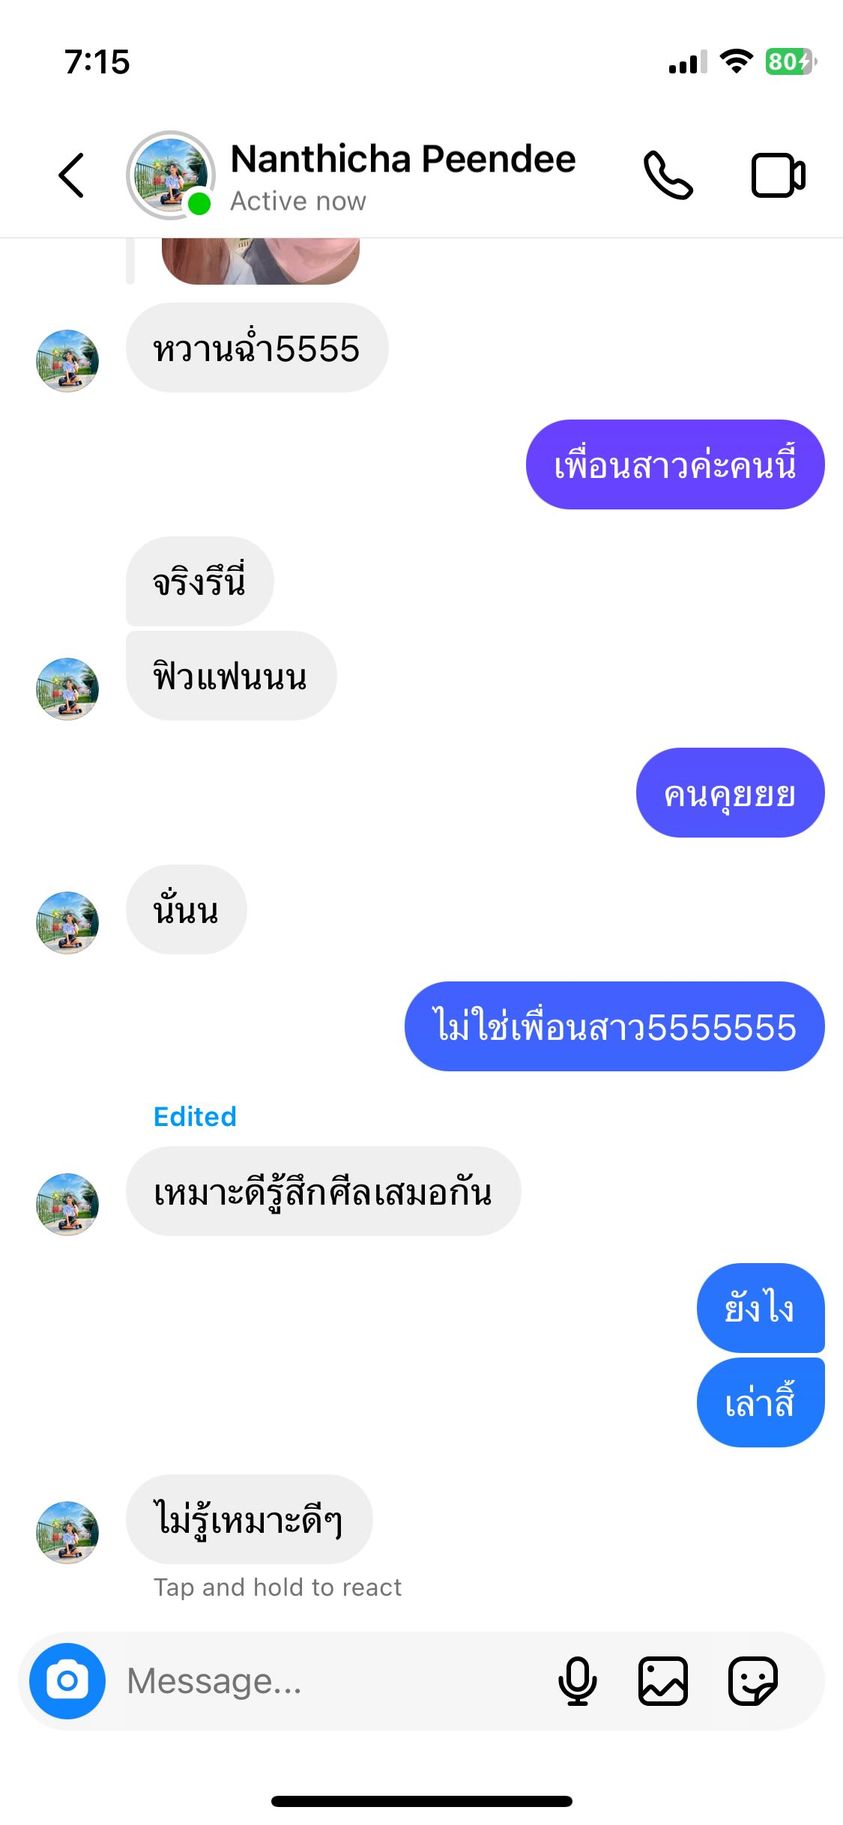 7:15
80
Nanthicha Peendee
Active now
หวานฉ่ำ5555
เพื่อนสาวค่ะคนนี้
จริงรึนี่
ฟิวแฟนนน
คนคุยยย
นั่นน
ไม่ใช่เพื่อนสาว5555555
Edited
เหมาะดีรู้สึกศีลเสมอกัน
ยังไง
เล่าสิ้
ไม่รู้เหมาะดีๆ
Tap and hold to react
Message...